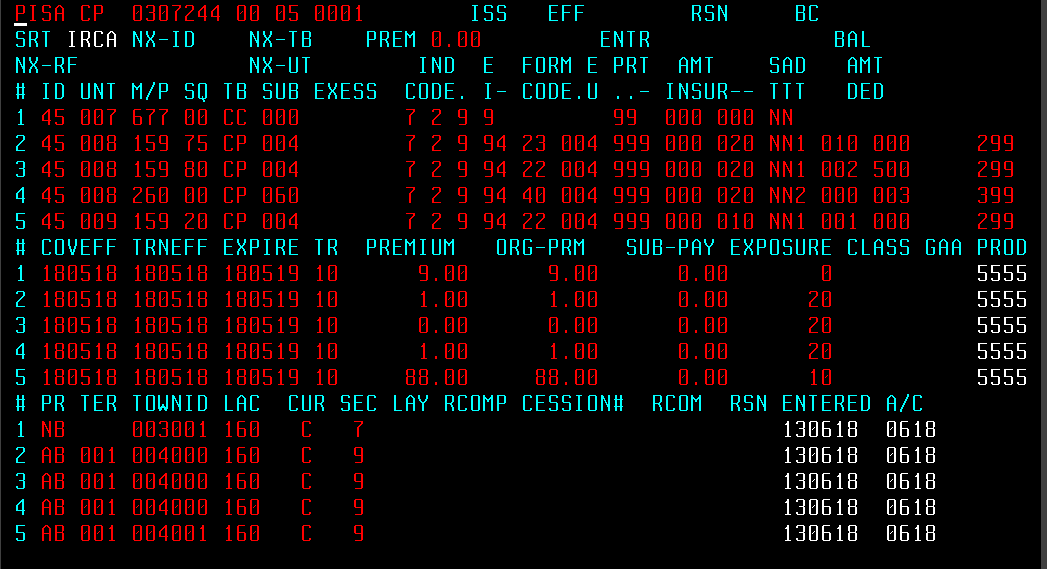 PISA CP 0307244 00 05 0001 ISS EFF RSN BC
SRT IRCA NX-ID NX-TB PREM 0.00 ENTR BAL
NX-RF NX-UT IND E FORM E PRT AMT SAD AMT
# ID UNT M/P SQ TB SUB EXESS CODE. I- CODE.U ..- INSUR-- TTT DED
1 45 007 677 00 CC 000 7 2 9 9 99 000 000 NN
2 45 008 159 75 CP 004 7 2 9 94 23 004 999 000 020 NN1 010 000 299
3 45 008 159 80 CP 004 7 2 9 94 22 004 999 000 020 NN1 002 500 299
4 45 008 260 00 CP 060 7 2 9 94 40 004 999 000 020 NN2 000 003 399
5 45 009 159 20 CP 004 7 2 9 94 22 004 999 000 010 NN1 001 000 299
# COVEFF TRNEFF EXPIRE TR PREMIUM ORG-PRM SUB-PAY EXPOSURE CLASS GAA PROD
1 180518 180518 180519 10 9.00 9.00 0.00 0 5555
2 180518 180518 180519 10 1.00 1.00 0.00 20 5555
3 180518 180518 180519 10 0.00 0.00 0.00 20 5555
4 180518 180518 180519 10 1.00 1.00 0.00 20 5555
5 180518 180518 180519 10 88.00 88.00 0.00 10 5555
# PR TER TOWNID LAC CUR SEC LAY RCOMP CESSION# RCOM RSN ENTERED A/C
1 NB 003001 160 C 7 130618 0618
2 AB 001 004000 160 C 9 130618 0618
3 AB 001 004000 160 C 9 130618 0618
4 AB 001 004000 160 C 9 130618 0618
5 AB 001 004001 160 C 9 130618 0618